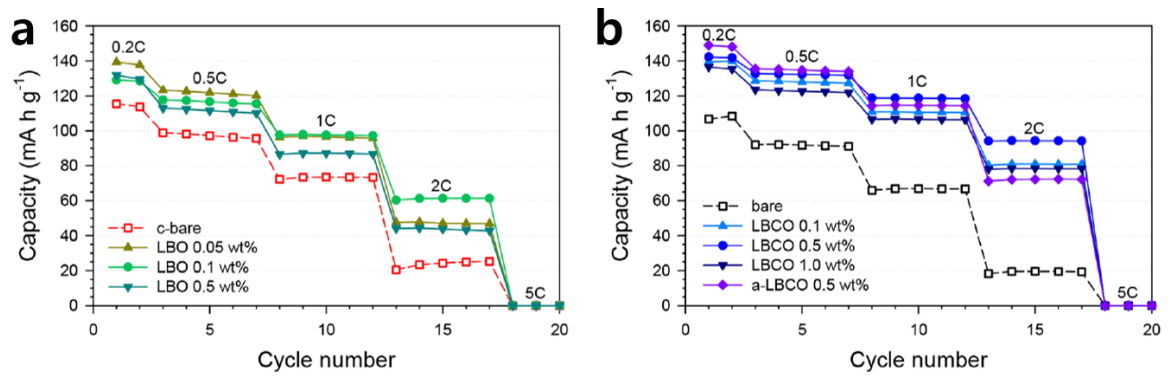 a
160
140
120
100
80
60
40
20
0
Capacity (mA h g⁻¹)
0.2C
0.5C
1C
2C
5C
c-bare
LBO 0.05 wt%
LBO 0.1 wt%
LBO 0.5 wt%
0 5 10 15 20
Cycle number
b
160
140
120
100
80
60
40
20
0
Capacity (mA h g⁻¹)
0.2C
0.5C
1C
2C
5C
bare
LBCO 0.1 wt%
LBCO 0.5 wt%
LBCO 1.0 wt%
a-LBCO 0.5 wt%
0 5 10 15 20
Cycle number